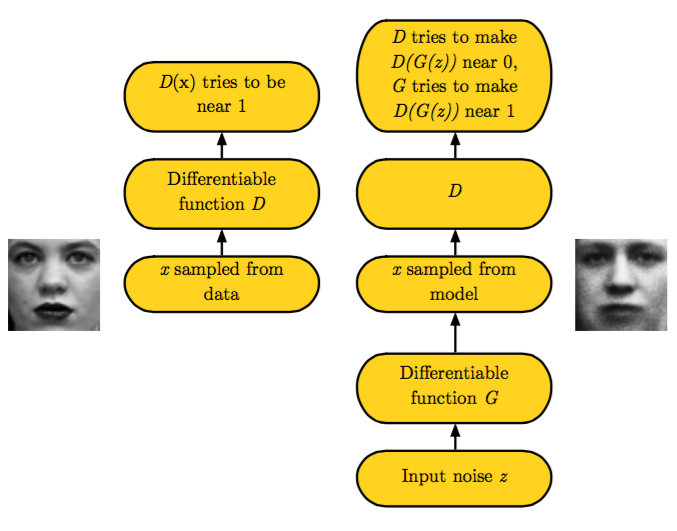 D(x) tries to be
near 1
Differentiable
function D
x sampled from
data
D tries to make
D(G(z)) near 0,
G tries to make
D(G(z)) near 1
D
x sampled from
model
Differentiable
function G
Input noise z